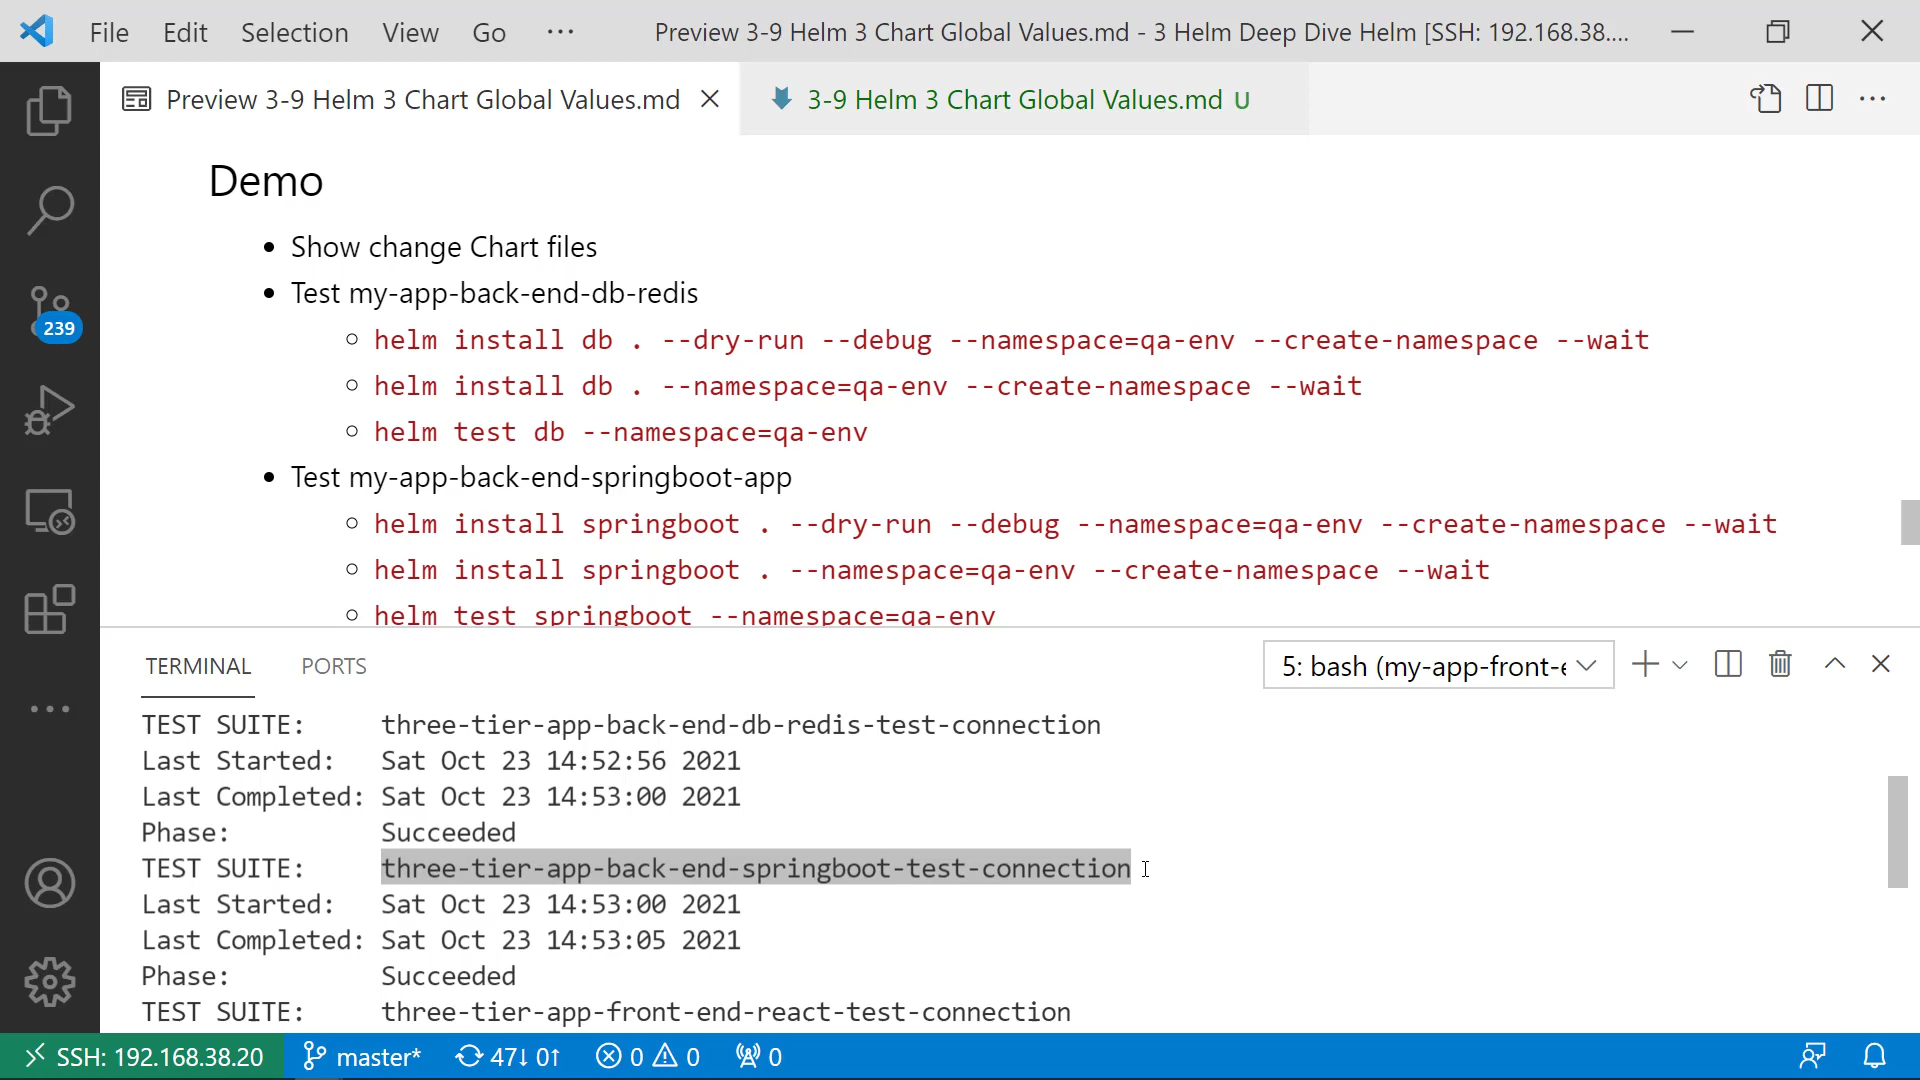 File Edit Selection View Go ··· Preview 3-9 Helm 3 Chart Global Values.md - 3 Helm Deep Dive Helm [SSH: 192.168.38....
Preview 3-9 Helm 3 Chart Global Values.md 3-9 Helm 3 Chart Global Values.md U
Demo
• Show change Chart files
• Test my-app-back-end-db-redis
helm install db . --dry-run --debug --namespace=qa-env --create-namespace --wait
helm install db . --namespace=qa-env --create-namespace --wait
helm test db --namespace=qa-env
• Test my-app-back-end-springboot-app
helm install springboot . --dry-run --debug --namespace=qa-env --create-namespace --wait
helm install springboot . --namespace=qa-env --create-namespace --wait
helm test springboot --namespace=qa-env
239
TERMINAL PORTS 5: bash (my-app-front-e
TEST SUITE: three-tier-app-back-end-db-redis-test-connection
Last Started: Sat Oct 23 14:52:56 2021
Last Completed: Sat Oct 23 14:53:00 2021
Phase: Succeeded
TEST SUITE: three-tier-app-back-end-springboot-test-connection
Last Started: Sat Oct 23 14:53:00 2021
Last Completed: Sat Oct 23 14:53:05 2021
Phase: Succeeded
TEST SUITE: three-tier-app-front-end-react-test-connection
SSH: 192.168.38.20 master* 47↓ 0↑ 0 0 0